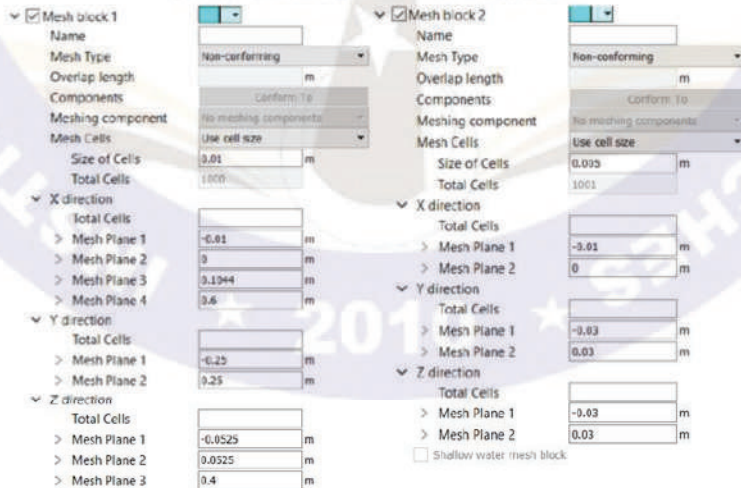 Mesh block 1
Name
Mesh Type Non-conforming
Overlap length m
Components Conform To
Meshing component No meshing components
Mesh Cells Use cell size
Size of Cells 0.01 m
Total Cells 1000
X direction
Total Cells
Mesh Plane 1 -0.01 m
Mesh Plane 2 0 m
Mesh Plane 3 m
Mesh Plane 4 0.6 m
Y direction
Total Cells
Mesh Plane 1 -0.25 m
Mesh Plane 2 0.25 m
Z direction
Total Cells
Mesh Plane 1 -0.0525 m
Mesh Plane 2 0.0525 m
Mesh Plane 3 0.4 m
Mesh block 2
Name
Mesh Type Non-conforming
Overlap length m
Components Conform To
Meshing component No meshing components
Mesh Cells Use cell size
Size of Cells m
Total Cells 1001
X direction
Total Cells
Mesh Plane 1 -0.01 m
Mesh Plane 2 0 m
Y direction
Total Cells
Mesh Plane 1 -0.03 m
Mesh Plane 2 0.03 m
Z direction
Total Cells
Mesh Plane 1 -0.03 m
Mesh Plane 2 0.03 m
Shallow water mesh block